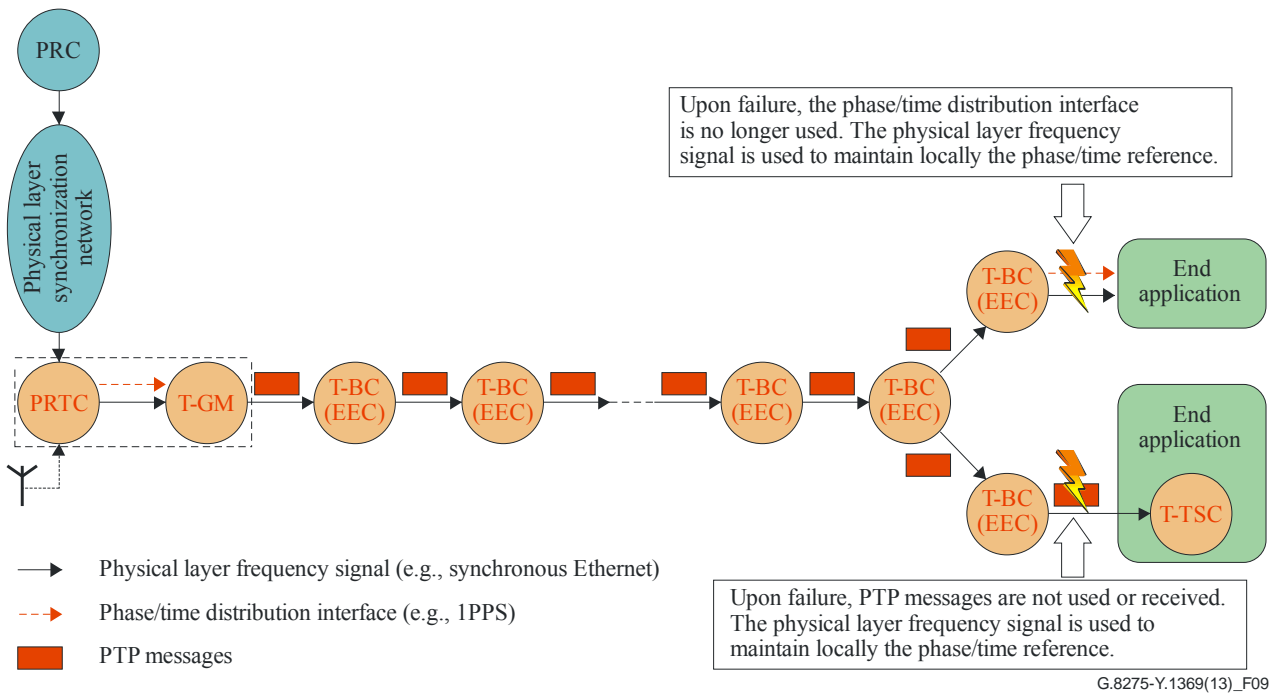 PRC
Physical layer
synchronization
network
Upon failure, the phase/time distribution interface
is no longer used. The physical layer frequency
signal is used to maintain locally the phase/time reference.
T-BC
(EEC)
End
application
PRTC
T-GM
T-BC
(EEC)
T-BC
(EEC)
T-BC
(EEC)
T-BC
(EEC)
End
application
T-BC
(EEC)
T-TSC
Physical layer frequency signal (e.g., synchronous Ethernet)
Phase/time distribution interface (e.g., 1PPS)
PTP messages
Upon failure, PTP messages are not used or received.
The physical layer frequency signal is used to
maintain locally the phase/time reference.
G.8275-Y.1369(13)_F09